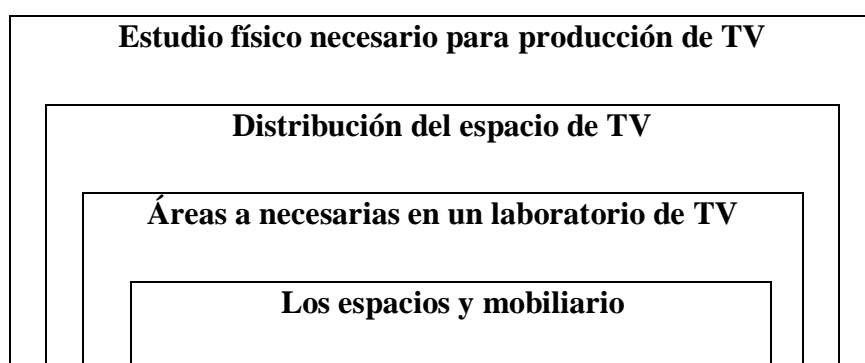 Estudio físico necesario para producción de TV
Distribución del espacio de TV
Áreas a necesarias en un laboratorio de TV
Los espacios y mobiliario